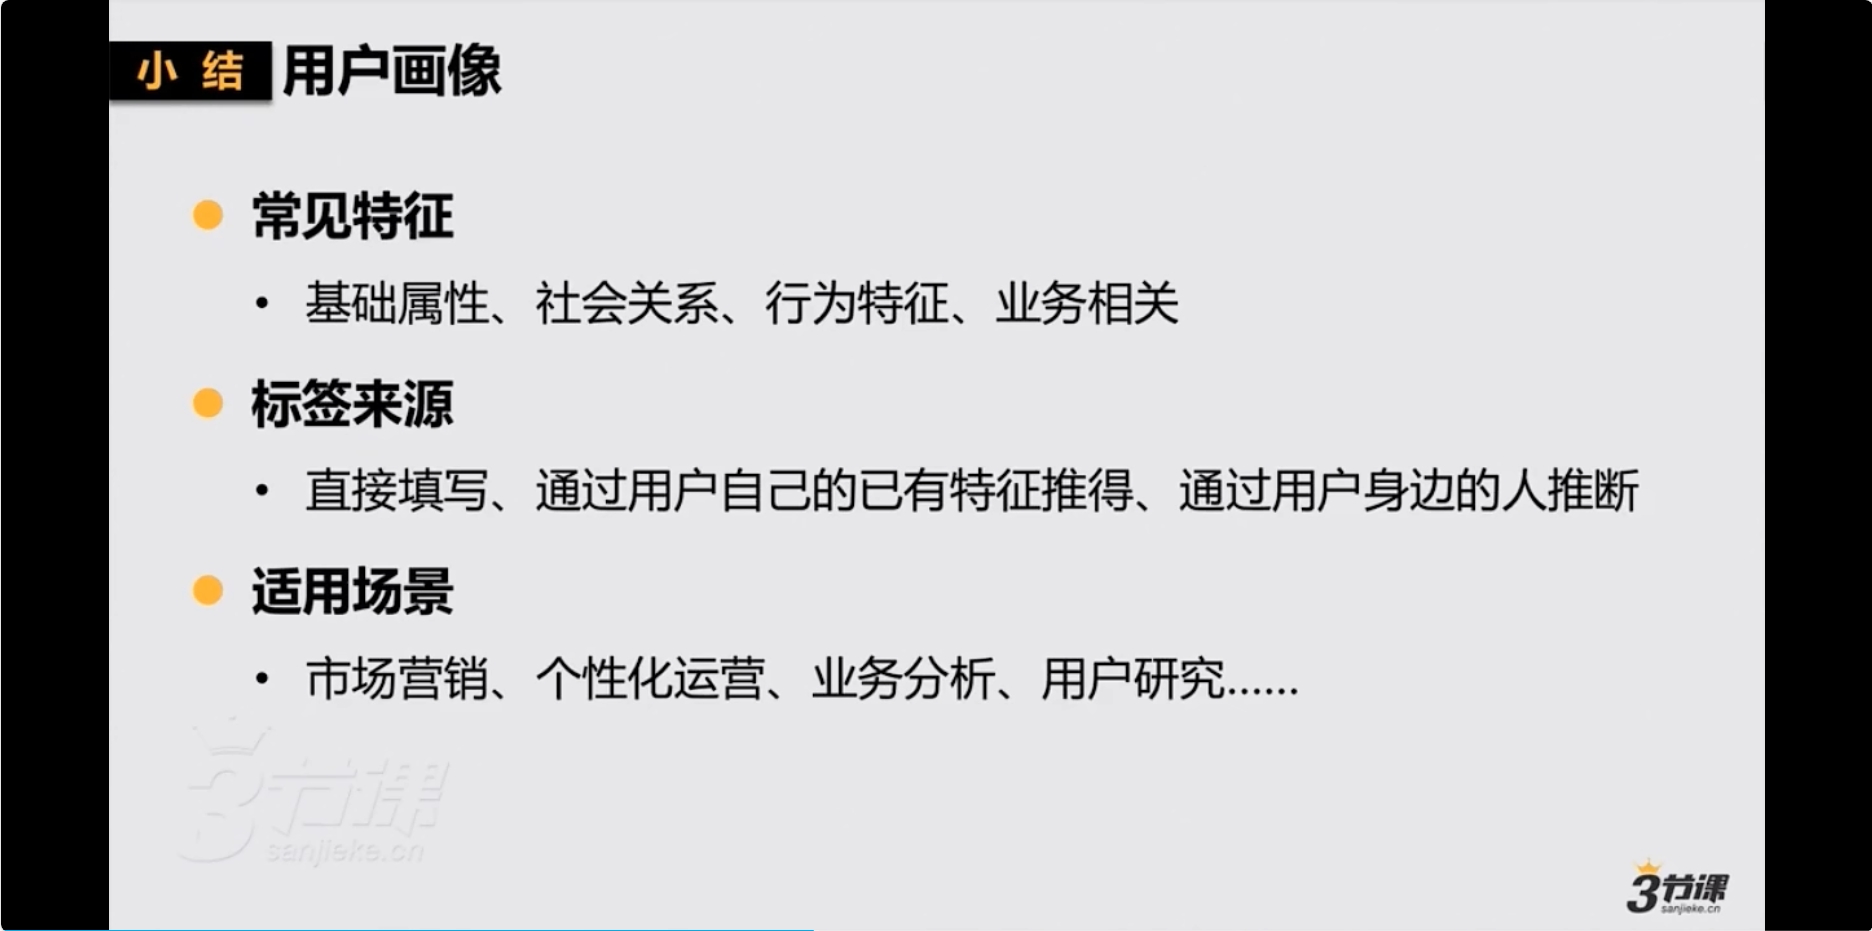 小 结 用户画像
常见特征
• 基础属性、社会关系、行为特征、业务相关
标签来源
• 直接填写、通过用户自己的已有特征推得、通过用户身边的人推断
适用场景
• 市场营销、个性化运营、业务分析、用户研究......
3节课
sanjieke.cn
3节课
sanjieke.cn